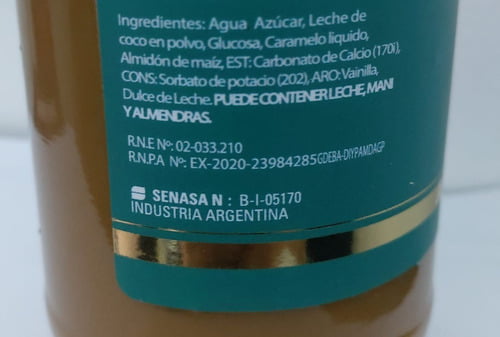 Ingredientes: Agua Azúcar, Leche de
coco en polvo, Glucosa, Caramelo liquido,
Almidón de maíz, EST: Carbonato de Calcio (170i),
CONS: Sorbato de potacio (202), ARO: Vainilla,
Dulce de Leche. PUEDE CONTENER LECHE, MANI
Y ALMENDRAS.
R.N.E Nº: 02-033.210
R.N.P.A Nº: EX-2020-23984285GDEBA-DIYPAMDAGP
SENASA N : B-I-05170
INDUSTRIA ARGENTINA